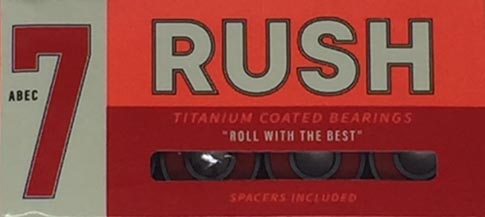 ABEC
7
RUSH
TITANIUM COATED BEARINGS
"ROLL WITH THE BEST"
SPACERS INCLUDED